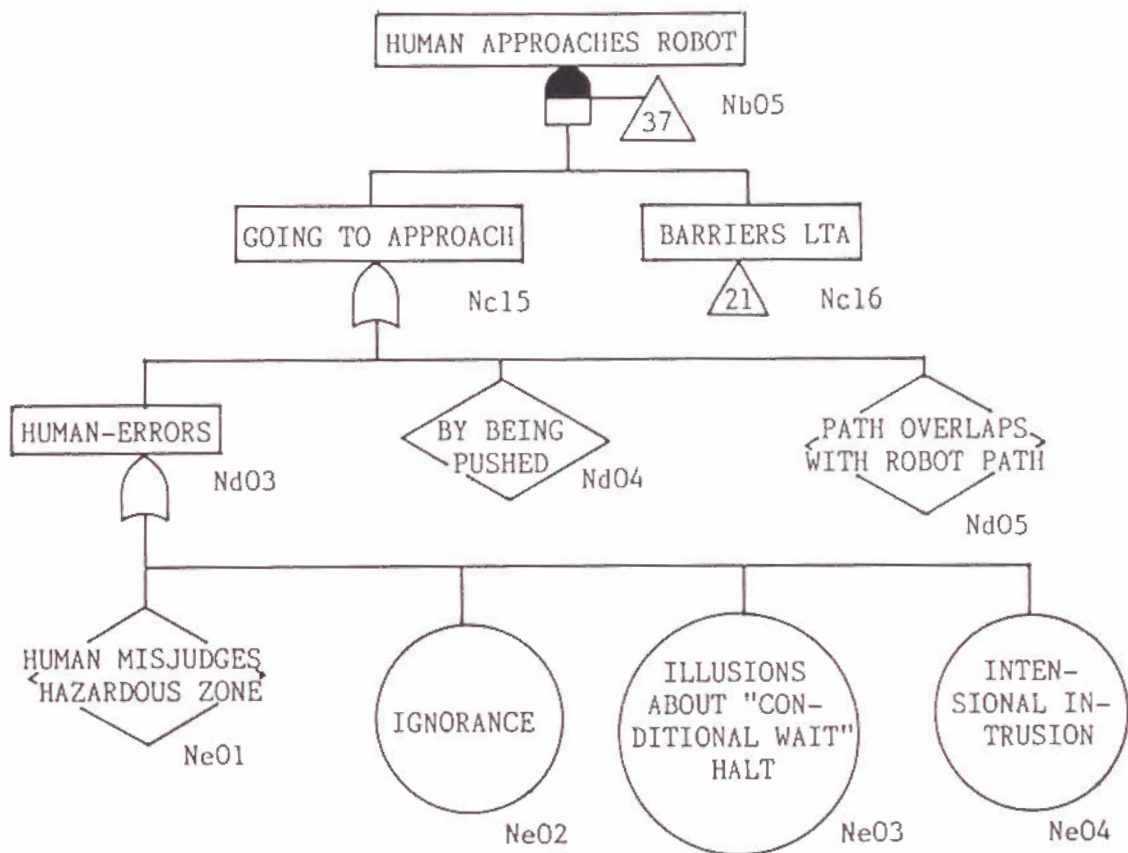 HUMAN APPROACHES ROBOT
37
Nb05
GOING TO APPROACH
Nc15
BARRIERS LTA
21
Nc16
HUMAN-ERRORS
Nd03
BY BEING
PUSHED
Nd04
PATH OVERLAPS
WITH ROBOT PATH
Nd05
HUMAN MISJUDGES
HAZARDOUS ZONE
Ne01
IGNORANCE
Ne02
ILLUSIONS
ABOUT "CON-
DITIONAL WAIT"
HALT
Ne03
INTEN-
SIONAL IN-
TRUSION
Ne04